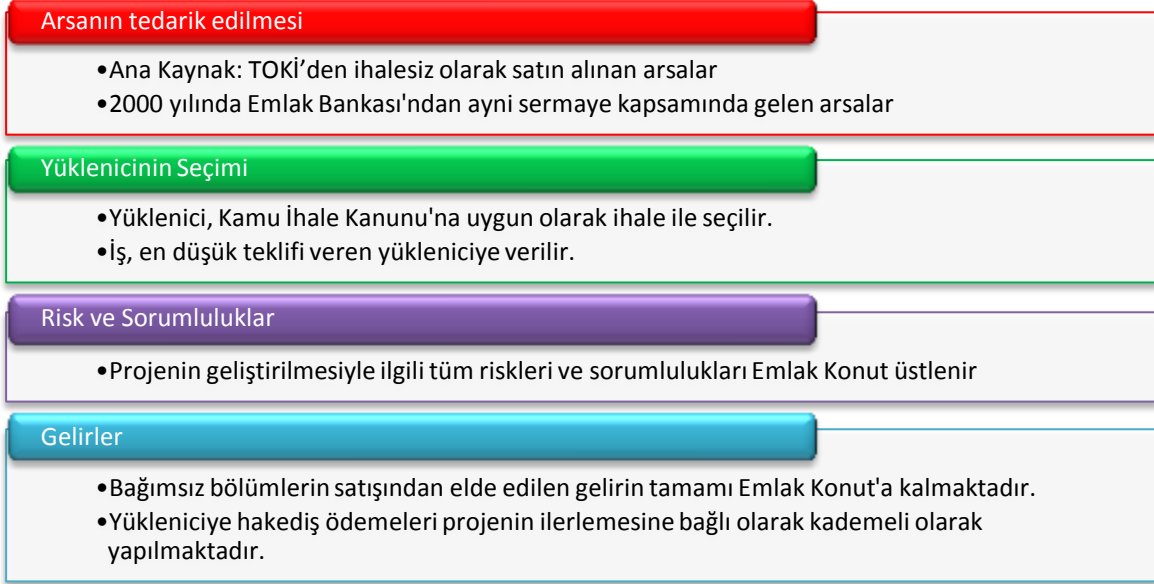 Arsanın tedarik edilmesi
•Ana Kaynak: TOKİ’den ihalesiz olarak satın alınan arsalar
•2000 yılında Emlak Bankası'ndan ayni sermaye kapsamında gelen arsalar
Yüklenicinin Seçimi
•Yüklenici, Kamu İhale Kanunu'na uygun olarak ihale ile seçilir.
•İş, en düşük teklifi veren yükleniciye verilir.
Risk ve Sorumluluklar
•Projenin geliştirilmesiyle ilgili tüm riskleri ve sorumlulukları Emlak Konut üstlenir
Gelirler
•Bağımsız bölümlerin satışından elde edilen gelirin tamamı Emlak Konut'a kalmaktadır.
•Yükleniciye hakediş ödemeleri projenin ilerlemesine bağlı olarak kademeli olarak
yapılmaktadır.